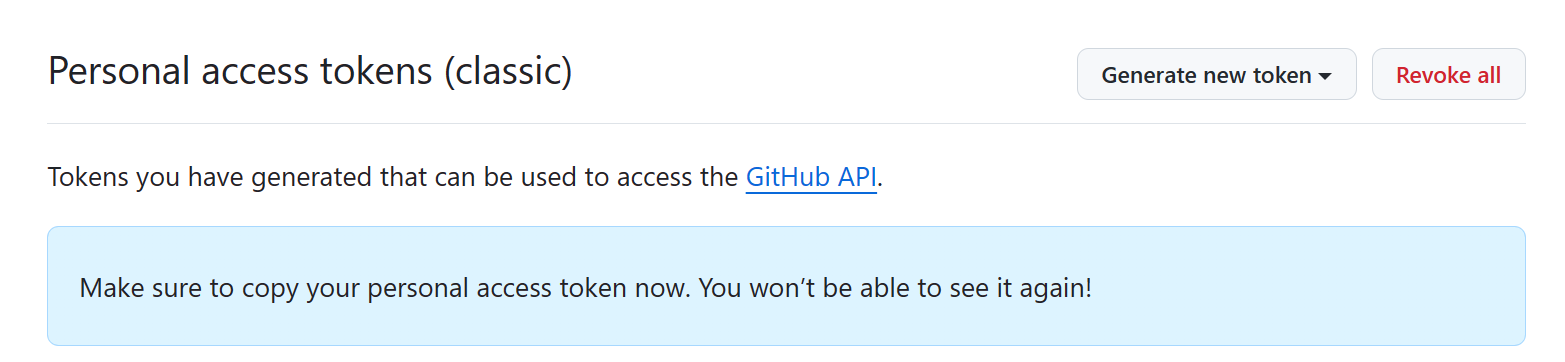 Personal access tokens (classic)
Generate new token
Revoke all
Tokens you have generated that can be used to access the GitHub API.
Make sure to copy your personal access token now. You won’t be able to see it again!